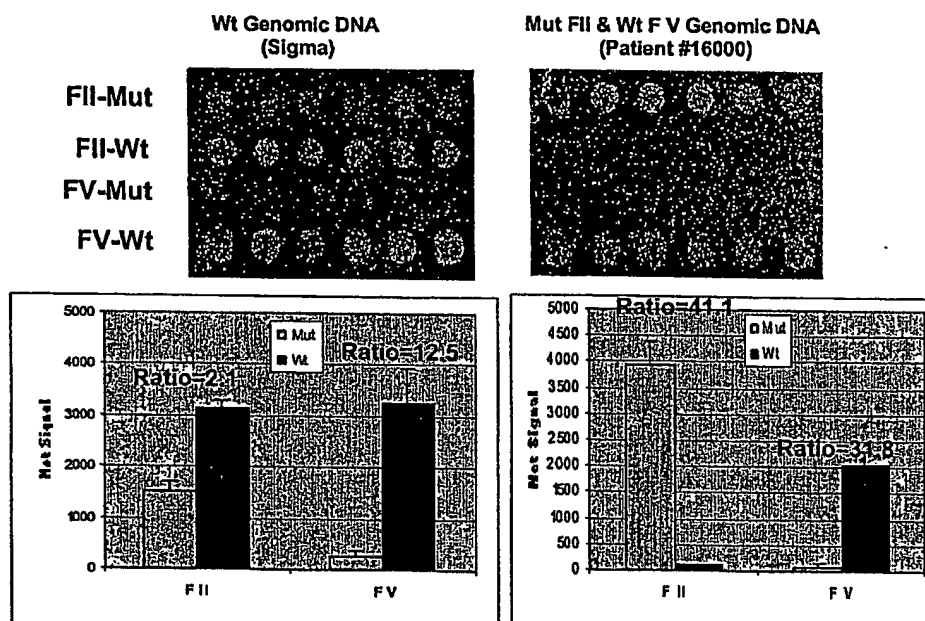 Wt Genomic DNA
(Sigma)
Mut FII & Wt F V Genomic DNA
(Patient #16000)
FII-Mut
FII-Wt
FV-Mut
FV-Wt
5000
4000
3000
2000
1000
0
Net Signal
Mut
Wt
Ratio=2.1
Ratio=12.5
F II
F V
5000
4500
4000
3500
3000
2500
2000
1500
1000
500
0
Net Signal
Ratio=41.1
Mut
Wt
Ratio=31.8
F II
F V